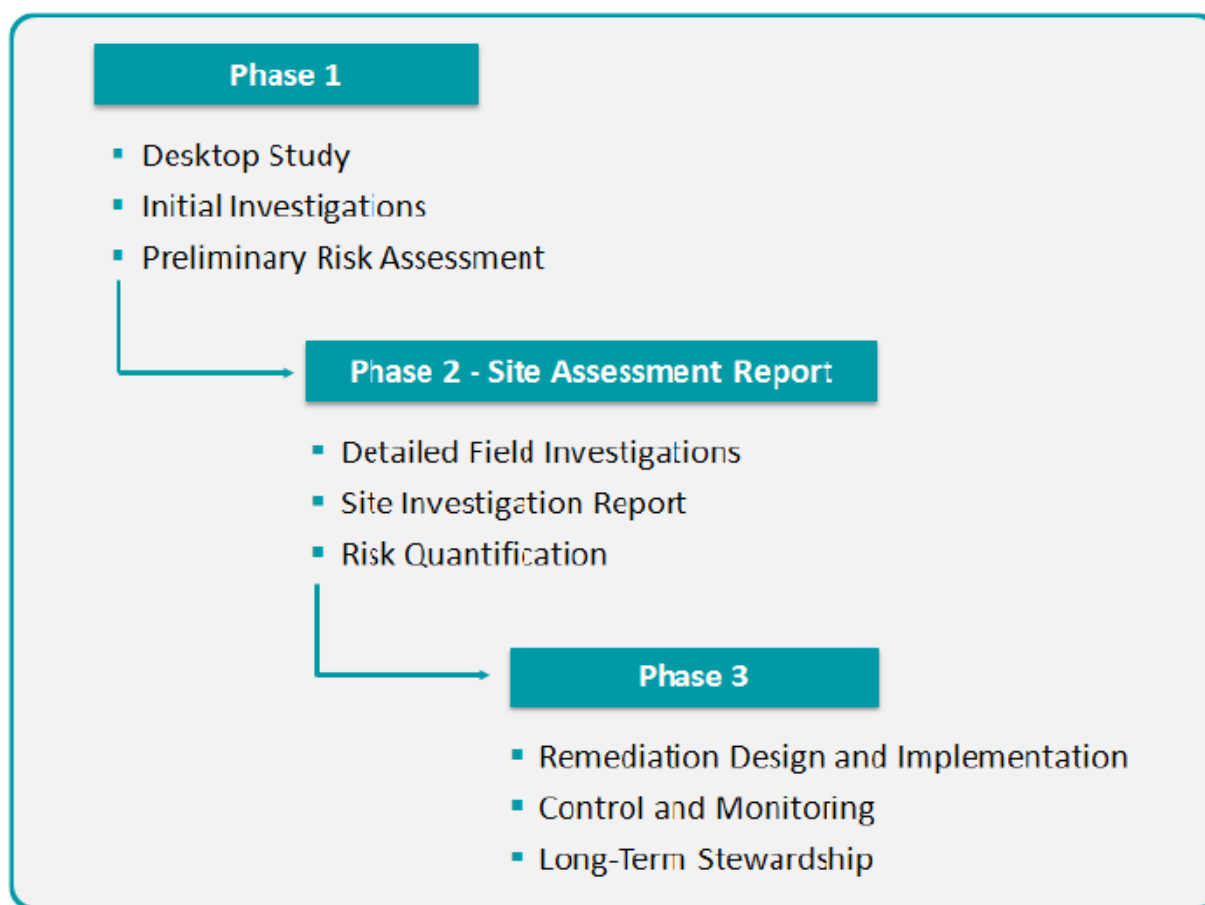 Phase 1
Desktop Study
Initial Investigations
Preliminary Risk Assessment
Phase 2 - Site Assessment Report
Detailed Field Investigations
Site Investigation Report
Risk Quantification
Phase 3
Remediation Design and Implementation
Control and Monitoring
Long-Term Stewardship